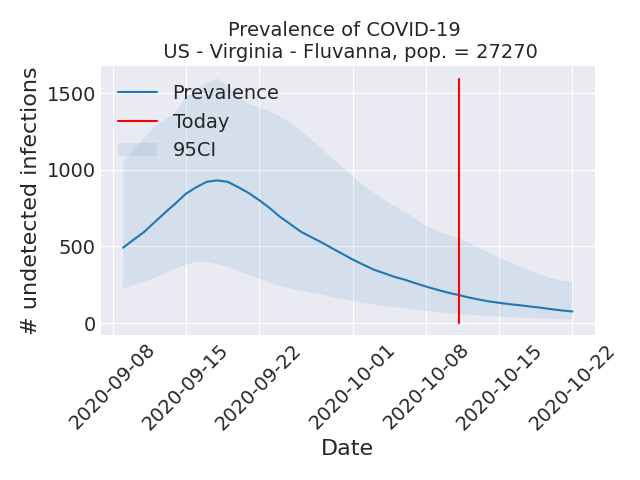 Prevalence of COVID-19
US - Virginia - Fluvanna, pop. = 27270
# undetected infections
1500
1000
500
0
Prevalence
Today
95CI
2020-09-08
2020-09-15
2020-09-22
2020-10-01
2020-10-08
2020-10-15
2020-10-22
Date